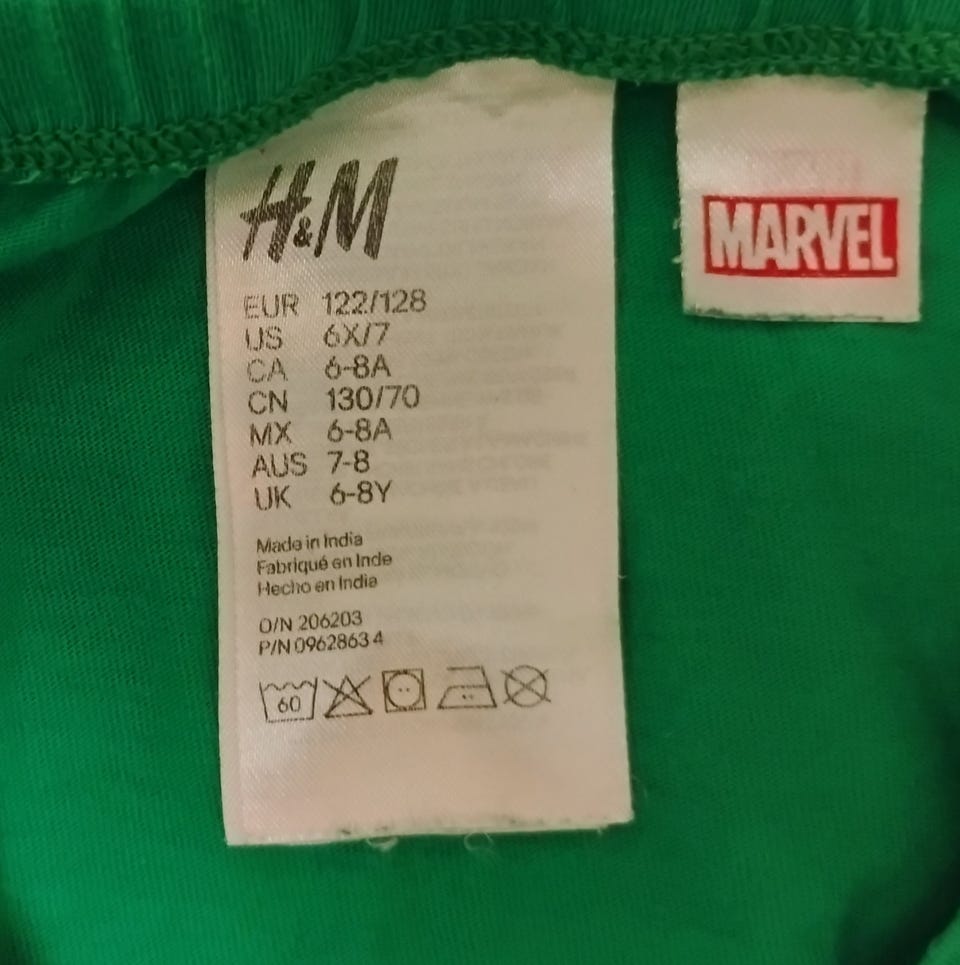 H&M
EUR 122/128
US 6X/7
CA 6-8A
CN 130/70
MX 6-8A
AUS 7-8
UK 6-8Y
Made in India
Fabriqué en Inde
Hecho en India
O/N 206203
P/N 0962863 4
60
MARVEL